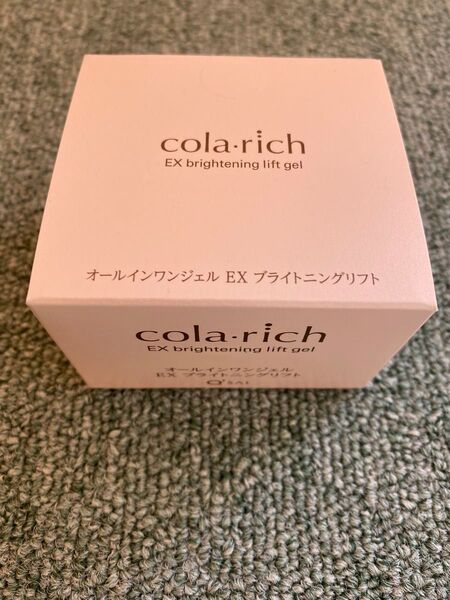 cola·rich
EX brightening lift gel
オールインワンジェル EX ブライトニングリフト
cola·rich
EX brightening lift gel
オールインワンジェル
EX ブライトニングリフト
Q'SAI